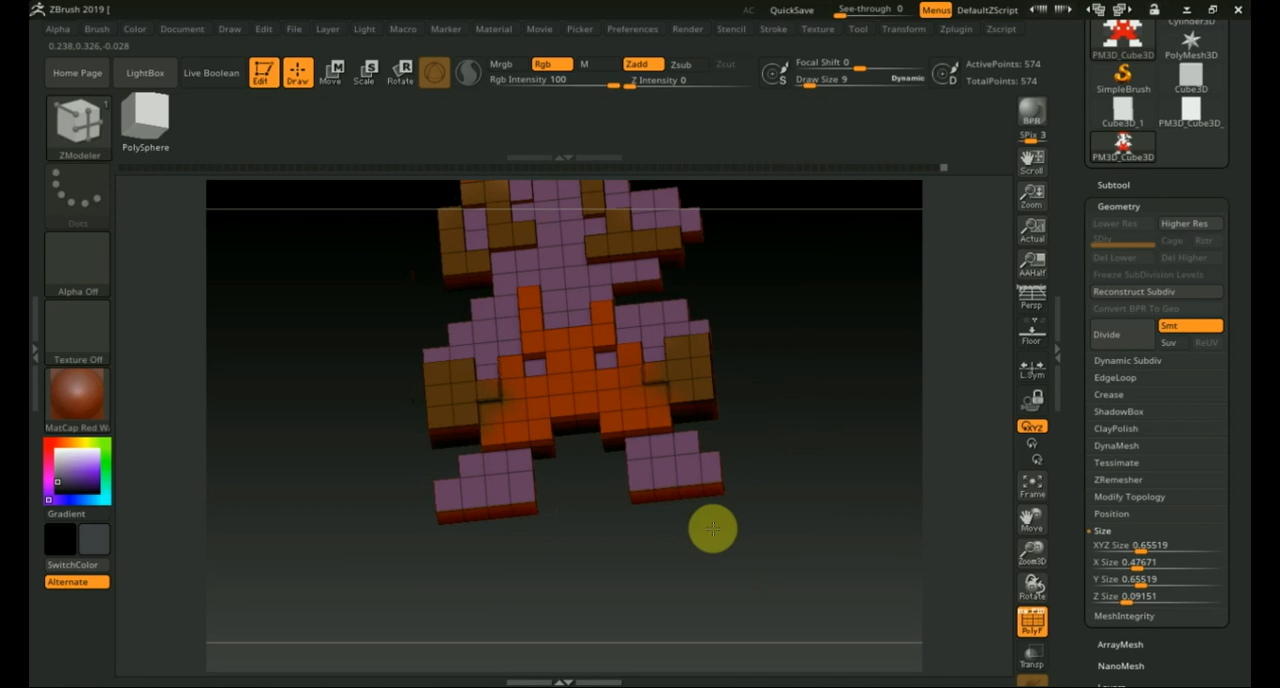 ZBrush 2019 [
AC QuickSave See-through 0 Menus DefaultZScript
Alpha Brush Color Document Draw Edit File Layer Light Macro Marker Material Movie Picker Preferences Render Stencil Stroke Texture Tool Transform Zplugin Zscript
0.238,0.326,-0.028
Home Page LightBox Live Boolean Edit Draw Move Scale Rotate
Mrgb Rgb M Zadd Zsub Zcut
Rgb Intensity 100 Z Intensity 0
Focal Shift 0
Draw Size 9 Dynamic
ActivePoints: 574
TotalPoints: 574
ZModeler
PolySphere
Dots
Alpha Off
Texture Off
MatCap Red W
Gradient
SwitchColor
Alternate
BPR
SPix 3
Scroll
Zoom
Actual
AAHalf
Dynamic
Persp
Floor
L.Sym
XYZ
Frame
Move
Zoom3D
Rotate
PolyF
Transp
Cylinder3D
PM3D_Cube3D PolyMesh3D
SimpleBrush Cube3D
Cube3D_1 PM3D_Cube3D_
PM3D_Cube3D
Subtool
Geometry
Lower Res Higher Res
SDiv Cage Rstr
Del Lower Del Higher
Freeze SubDivision Levels
Reconstruct Subdiv
Convert BPR To Geo
Divide Smt
Suv ReUV
Dynamic Subdiv
EdgeLoop
Crease
ShadowBox
ClayPolish
DynaMesh
Tessimate
ZRemesher
Modify Topology
Position
Size
XYZ Size 0.65519
X Size 0.47671
Y Size 0.65519
Z Size 0.09151
MeshIntegrity
ArrayMesh
NanoMesh